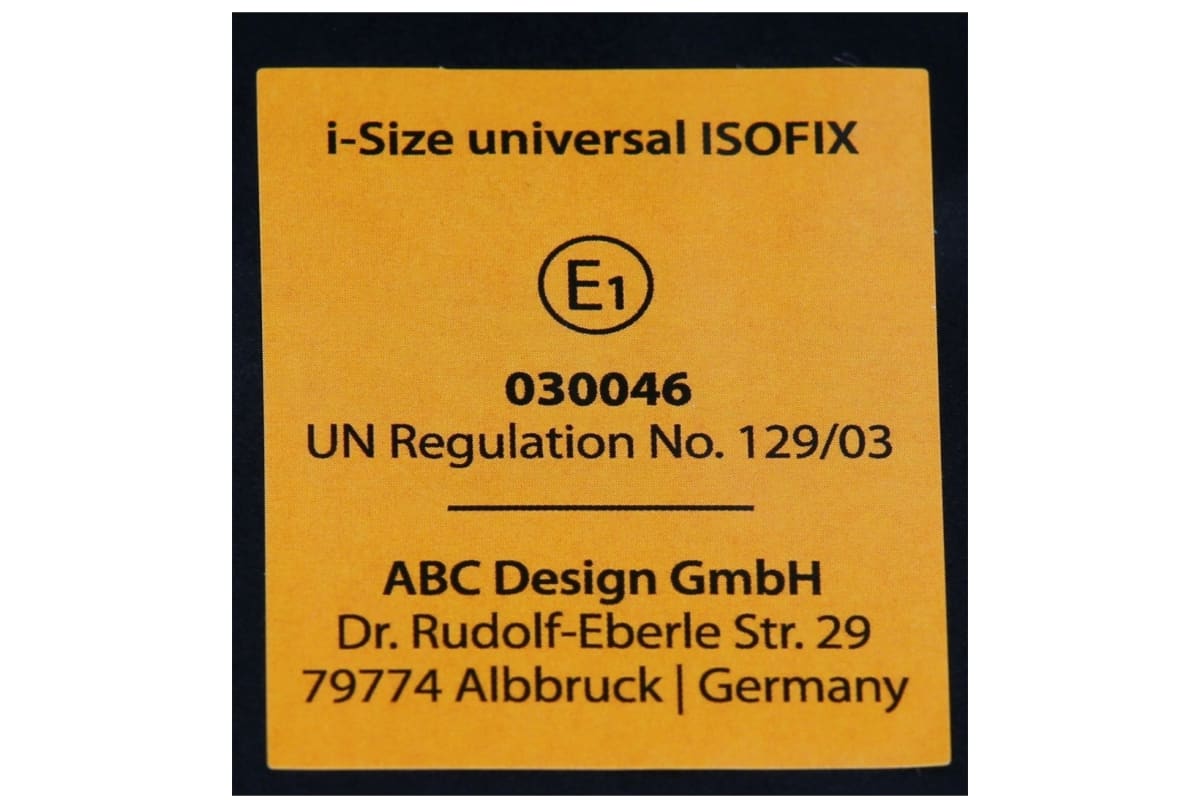 i-Size universal ISOFIX
E1
030046
UN Regulation No. 129/03
ABC Design GmbH
Dr. Rudolf-Eberle Str. 29
79774 Albbruck | Germany